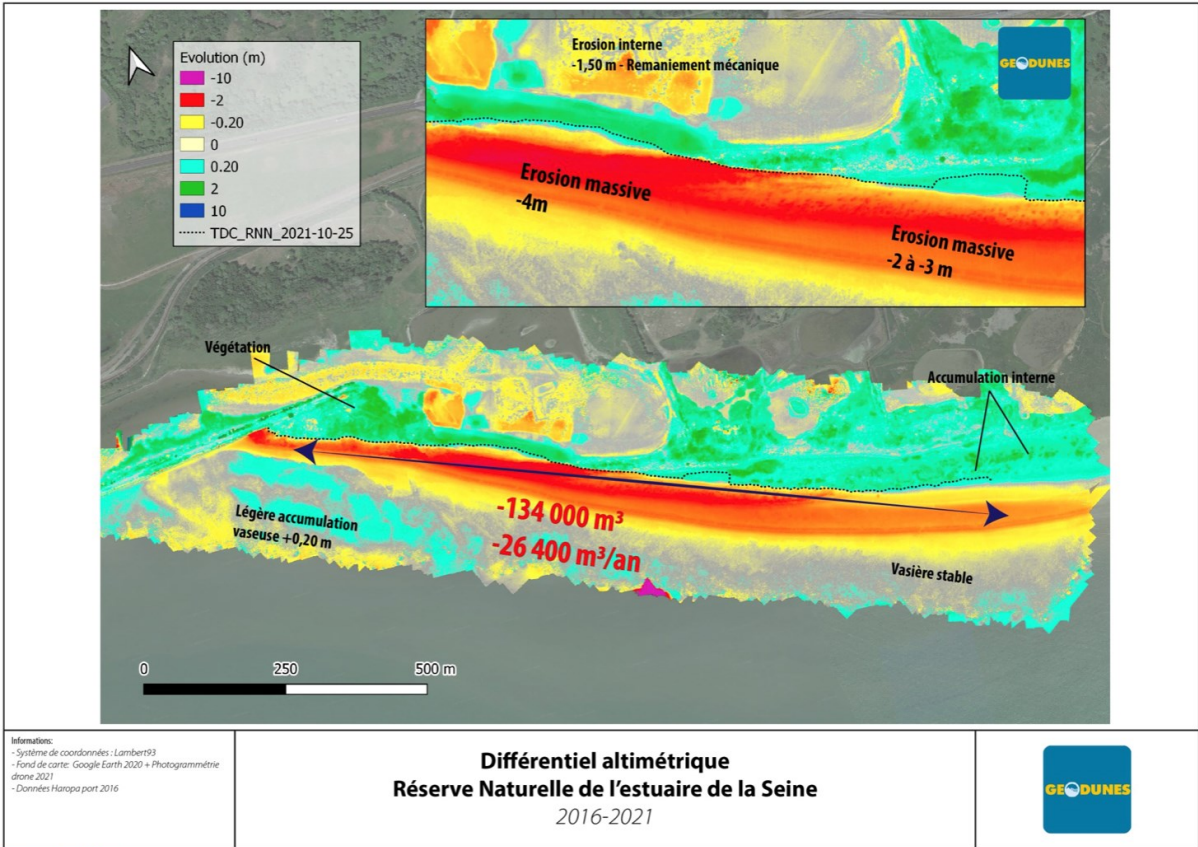 Evolution (m)
-10
-2
-0.20
0
0.20
2
10
TDC_RNN_2021-10-25
Erosion interne
-1,50 m - Remaniement mécanique
GEODUNES
Erosion massive
-4m
Erosion massive
-2 à -3 m
Végétation
Accumulation interne
-134 000 m³
-26 400 m³/an
Légère accumulation
vaseuse +0,20 m
Vasière stable
0 250 500 m
Informations:
- Système de coordonnées : Lambert93
- Fond de carte: Google Earth 2020 + Photogrammétrie
drone 2021
- Données Haropa port 2016
Différentiel altimétrique
Réserve Naturelle de l'estuaire de la Seine
2016-2021
GEODUNES